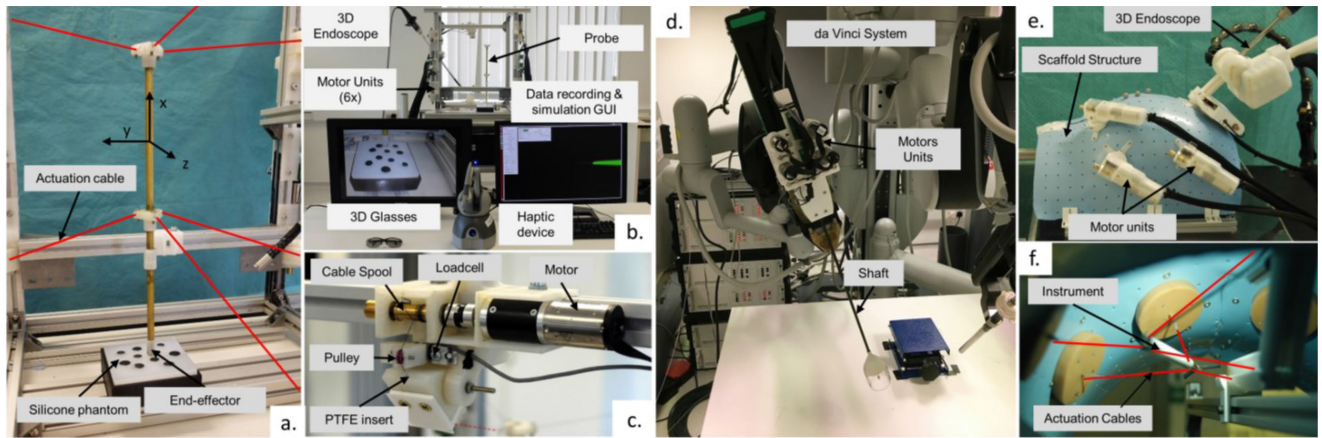 x
y
z
Actuation cable
Silicone phantom
End-effector
a.
3D
Endoscope
Probe
Motor Units
(6x)
Data recording &
simulation GUI
3D Glasses
Haptic
device
b.
Cable Spool
Loadcell
Motor
Pulley
PTFE insert
c.
d.
da Vinci System
Motors
Units
Shaft
e.
3D Endoscope
Scaffold Structure
Motor units
f.
Instrument
Actuation Cables